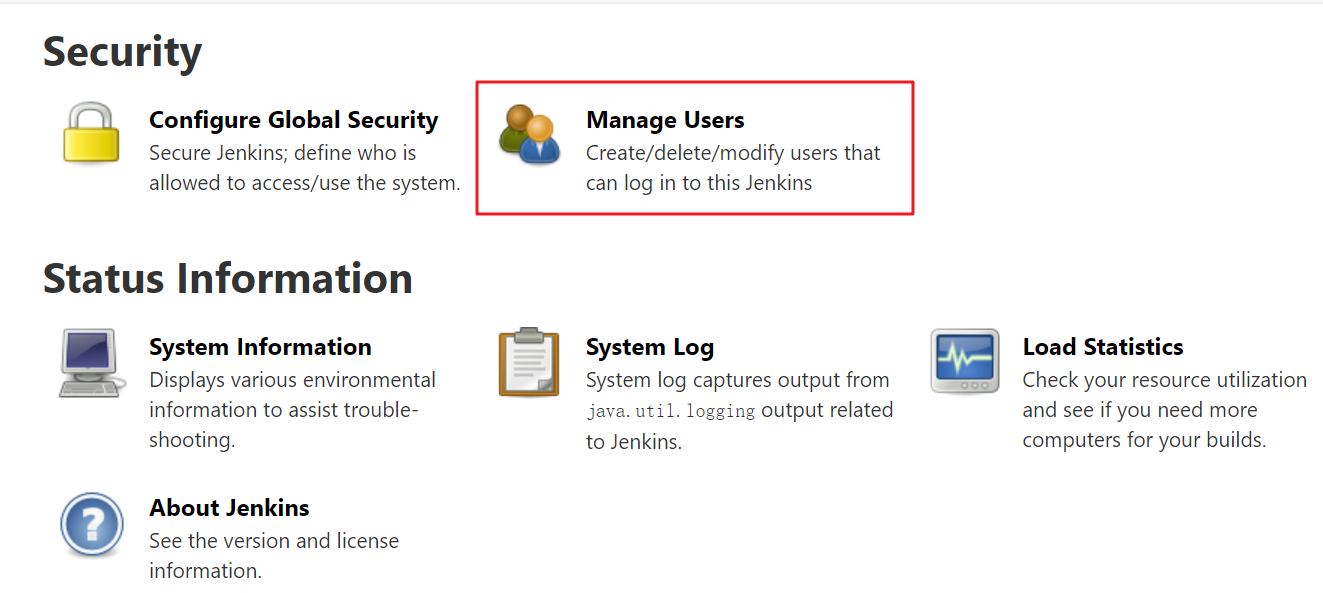 Security
Configure Global Security
Secure Jenkins; define who is
allowed to access/use the system.
Manage Users
Create/delete/modify users that
can log in to this Jenkins
Status Information
System Information
Displays various environmental
information to assist trouble-
shooting.
System Log
System log captures output from
java.util.logging output related
to Jenkins.
Load Statistics
Check your resource utilization
and see if you need more
computers for your builds.
About Jenkins
See the version and license
information.